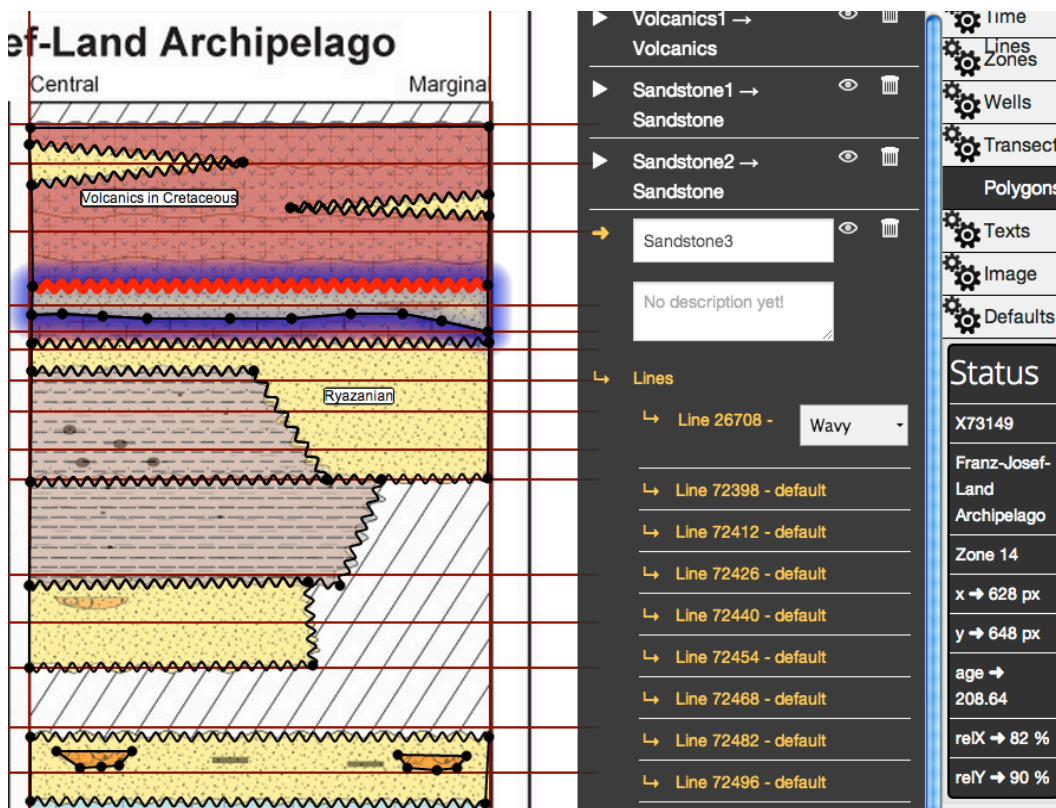 ef-Land Archipelago
Central Marginal
Volcanics in Cretaceous
Ryazanian
Volcanics1 →
Volcanics
Sandstone1 →
Sandstone
Sandstone2 →
Sandstone
Sandstone3
No description yet!
Lines
Line 26708 - Wavy
Line 72398 - default
Line 72412 - default
Line 72426 - default
Line 72440 - default
Line 72454 - default
Line 72468 - default
Line 72482 - default
Line 72496 - default
Time
Lines
Zones
Wells
Transect
Polygons
Texts
Image
Defaults
Status
X73149
Franz-Josef-
Land
Archipelago
Zone 14
x ➜ 628 px
y ➜ 648 px
age ➜
208.64
relX ➜ 82 %
relY ➜ 90 %